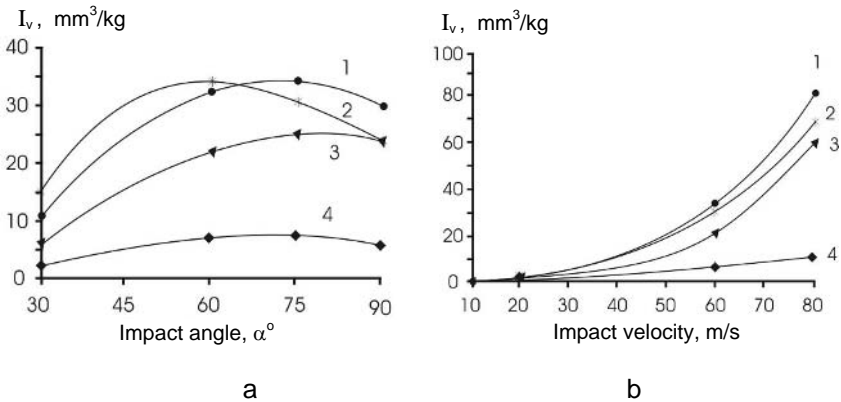 Iᵥ, mm³/kg
40
30
25
10
0
30 45 60 75 90
1
2
3
4
Impact angle, αº
a
Iᵥ, mm³/kg
100
80
60
40
20
0
10 20 30 40 50 60 70 80
1
2
3
4
Impact velocity, m/s
b